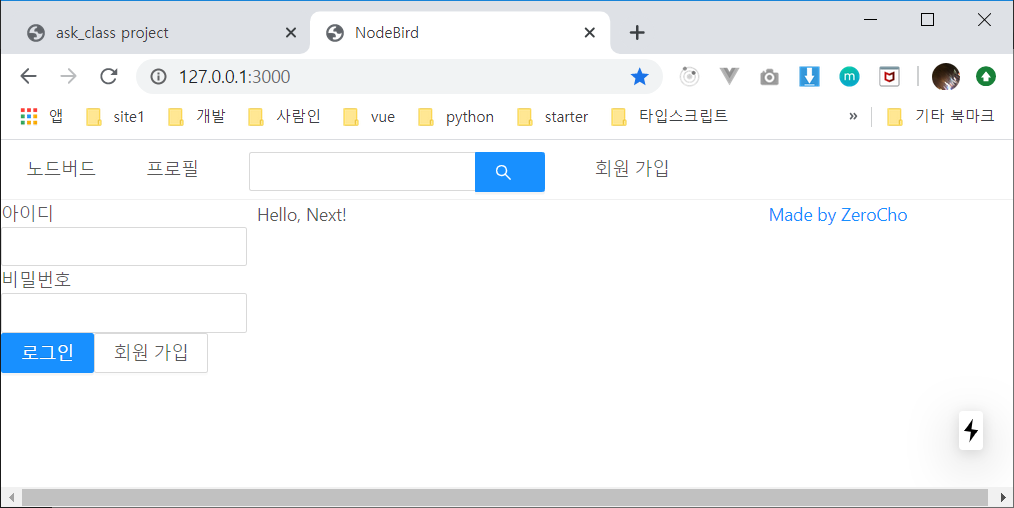 ask_class project
NodeBird
127.0.0.1:3000
앱 site1 개발 사람인 vue python starter 타입스크립트 » 기타 북마크
노드버드 프로필 회원 가입
아이디 Hello, Next! Made by ZeroCho
비밀번호
로그인 회원 가입